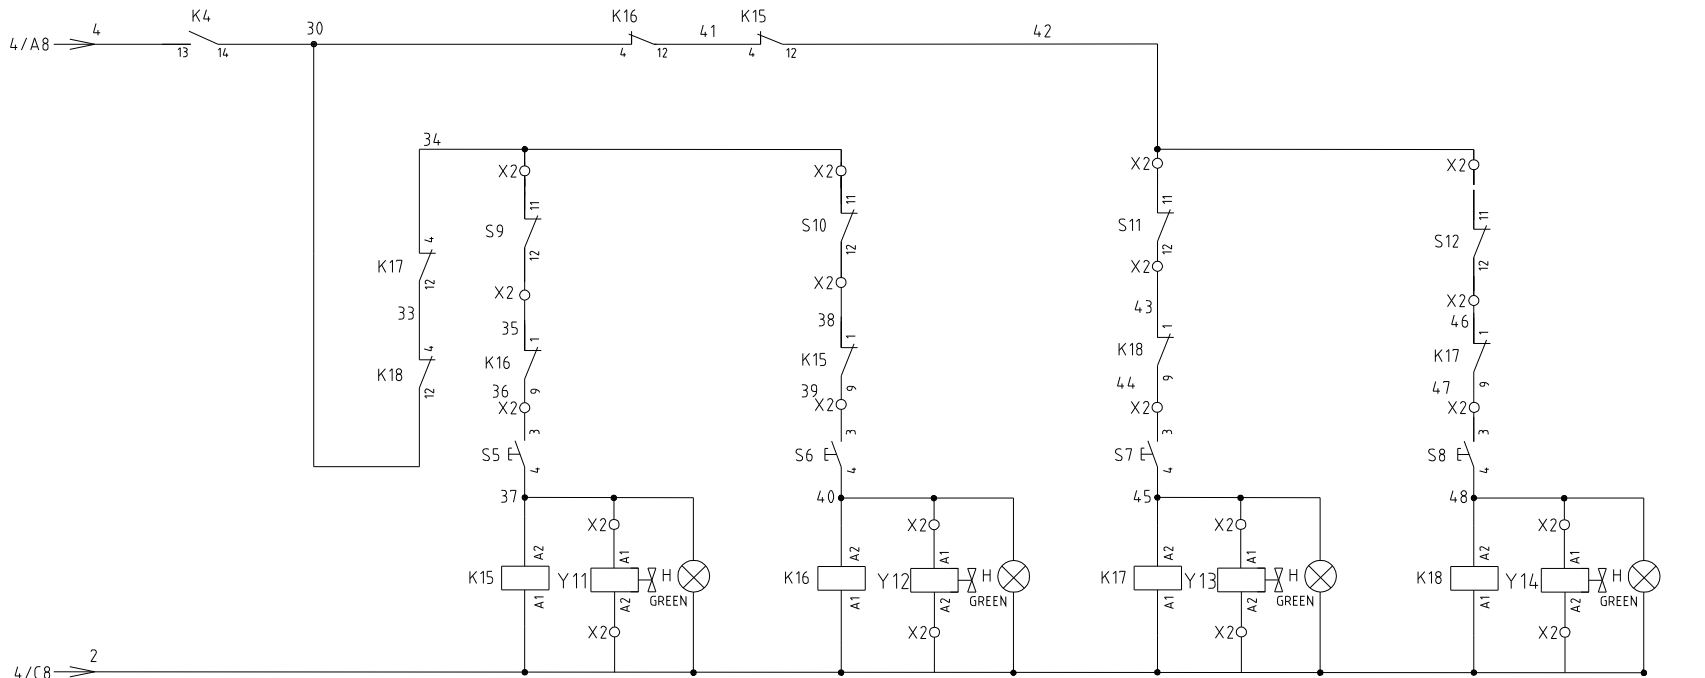 K4 K16 K15
4/A8 4 30 41 42
13 14 4 12 4 12
34
X2 X2 X2 X2
11 11 11 11
S9 S10 S11 S12
12 12 12 12
4
K17
12
X2 X2 X2 X2
33 35 38 43 46
1 1 1 1
4
K18 K16 K15 K18 K17
12 9 9 9 9
36 39 44 47
X2 X2 X2 X2
3 3 3 3
S5 S6 S7 S8
4 4 4 4
37 40 45 48
X2 X2 X2 X2
A2 A1 A2 A1 A2 A1 A2 A1
K15 Y11 H K16 Y12 H K17 Y13 H K18 Y14 H
A1 A2 GREEN A1 A2 GREEN A1 A2 GREEN A1 A2 GREEN
X2 X2 X2 X2
4/C8 2